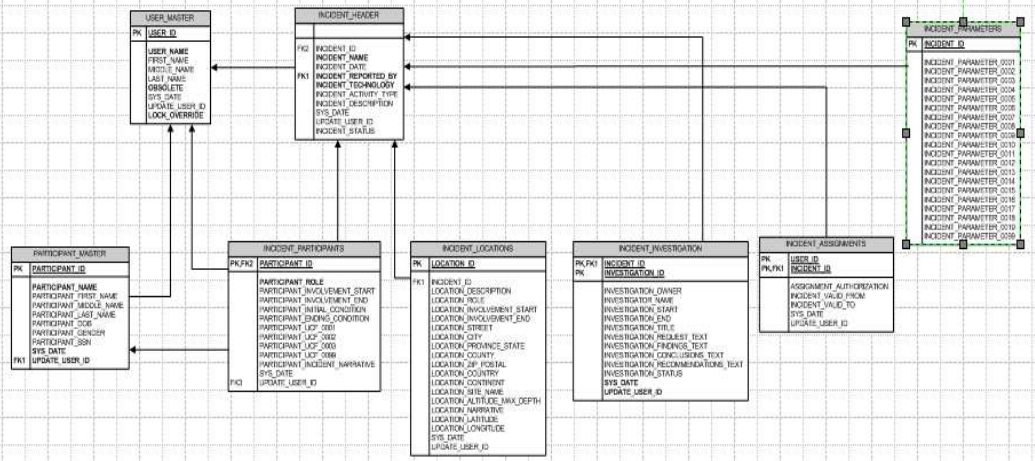 USER_MASTER
PK USER_ID
USER_NAME
FIRST_NAME
MIDDLE_NAME
LAST_NAME
OBSOLETE
SYS_DATE
UPDATE_USER_ID
LOCK_OVERRIDE
INCIDENT_HEADER
FK2 INCIDENT_ID
INCIDENT_NAME
INCIDENT_DATE
FK1 INCIDENT_REPORTED_BY
INCIDENT_TECHNOLOGY
INCIDENT_ACTIVITY_TYPE
INCIDENT_DESCRIPTION
SYS_DATE
UPDATE_USER_ID
INCIDENT_STATUS
INCIDENT_PARAMETERS
PK INCIDENT_ID
INCIDENT_PARAMETER_0001
INCIDENT_PARAMETER_0002
INCIDENT_PARAMETER_0003
INCIDENT_PARAMETER_0004
INCIDENT_PARAMETER_0005
INCIDENT_PARAMETER_0006
INCIDENT_PARAMETER_0007
INCIDENT_PARAMETER_0008
INCIDENT_PARAMETER_0009
INCIDENT_PARAMETER_0010
INCIDENT_PARAMETER_0011
INCIDENT_PARAMETER_0012
INCIDENT_PARAMETER_0013
INCIDENT_PARAMETER_0014
INCIDENT_PARAMETER_0015
INCIDENT_PARAMETER_0016
INCIDENT_PARAMETER_0017
INCIDENT_PARAMETER_0018
INCIDENT_PARAMETER_0019
INCIDENT_PARAMETER_0099
PARTICIPANT_MASTER
PK PARTICIPANT_ID
PARTICIPANT_NAME
PARTICIPANT_FIRST_NAME
PARTICIPANT_MIDDLE_NAME
PARTICIPANT_LAST_NAME
PARTICIPANT_DOB
PARTICIPANT_GENDER
PARTICIPANT_SSN
SYS_DATE
FK1 UPDATE_USER_ID
INCIDENT_PARTICIPANTS
PK,FK2 PARTICIPANT_ID
PARTICIPANT_ROLE
PARTICIPANT_INVOLVEMENT_START
PARTICIPANT_INVOLVEMENT_END
PARTICIPANT_INITIAL_CONDITION
PARTICIPANT_ENDING_CONDITION
PARTICIPANT_UCF_0001
PARTICIPANT_UCF_0002
PARTICIPANT_UCF_0003
PARTICIPANT_UCF_0099
PARTICIPANT_INCIDENT_NARRATIVE
SYS_DATE
FK3 UPDATE_USER_ID
INCIDENT_LOCATIONS
PK LOCATION_ID
FK1 INCIDENT_ID
LOCATION_DESCRIPTION
LOCATION_ROLE
LOCATION_INVOLVEMENT_START
LOCATION_INVOLVEMENT_END
LOCATION_STREET
LOCATION_CITY
LOCATION_PROVINCE_STATE
LOCATION_COUNTY
LOCATION_ZIP_POSTAL
LOCATION_COUNTRY
LOCATION_CONTINENT
LOCATION_SITE_NAME
LOCATION_ALTITUDE_MAX_DEPTH
LOCATION_NARRATIVE
LOCATION_LATITUDE
LOCATION_LONGITUDE
SYS_DATE
UPDATE_USER_ID
INCIDENT_INVESTIGATION
PK,FK1 INCIDENT_ID
PK INVESTIGATION_ID
INVESTIGATION_OWNER
INVESTIGATOR_NAME
INVESTIGATION_START
INVESTIGATION_END
INVESTIGATION_TITLE
INVESTIGATION_REQUEST_TEXT
INVESTIGATION_FINDINGS_TEXT
INVESTIGATION_CONCLUSIONS_TEXT
INVESTIGATION_RECOMMENDATIONS_TEXT
INVESTIGATION_STATUS
SYS_DATE
UPDATE_USER_ID
INCIDENT_ASSIGNMENTS
PK USER_ID
PK,FK1 INCIDENT_ID
ASSIGNMENT_AUTHORIZATION
INCIDENT_VALID_FROM
INCIDENT_VALID_TO
SYS_DATE
UPDATE_USER_ID